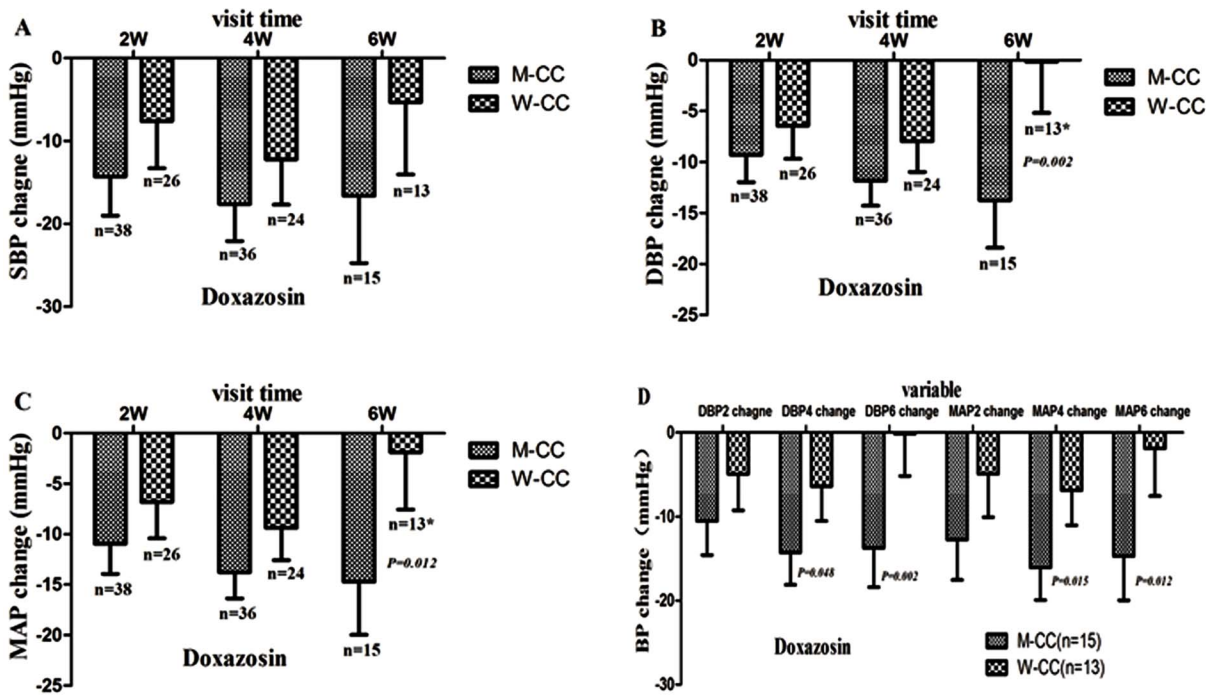 A
visit time
2W 4W 6W
SBP chagne (mmHg)
0
-10
-20
-30
n=38
n=26
n=36
n=24
n=15
n=13
M-CC
W-CC
Doxazosin
B
visit time
2W 4W 6W
DBP chagne (mmHg)
0
-5
-10
-15
-20
-25
n=38
n=26
n=36
n=24
n=15
n=13*
P=0.002
M-CC
W-CC
Doxazosin
C
visit time
2W 4W 6W
MAP change (mmHg)
0
-5
-10
-15
-20
-25
n=38
n=26
n=36
n=24
n=15
n=13*
P=0.012
M-CC
W-CC
Doxazosin
D
variable
DBP2 chagne DBP4 change DBP6 change MAP2 change MAP4 change MAP6 change
BP change（mmHg）
0
-10
-20
-30
P=0.048
P=0.002
P=0.015
P=0.012
Doxazosin
M-CC(n=15)
W-CC(n=13)